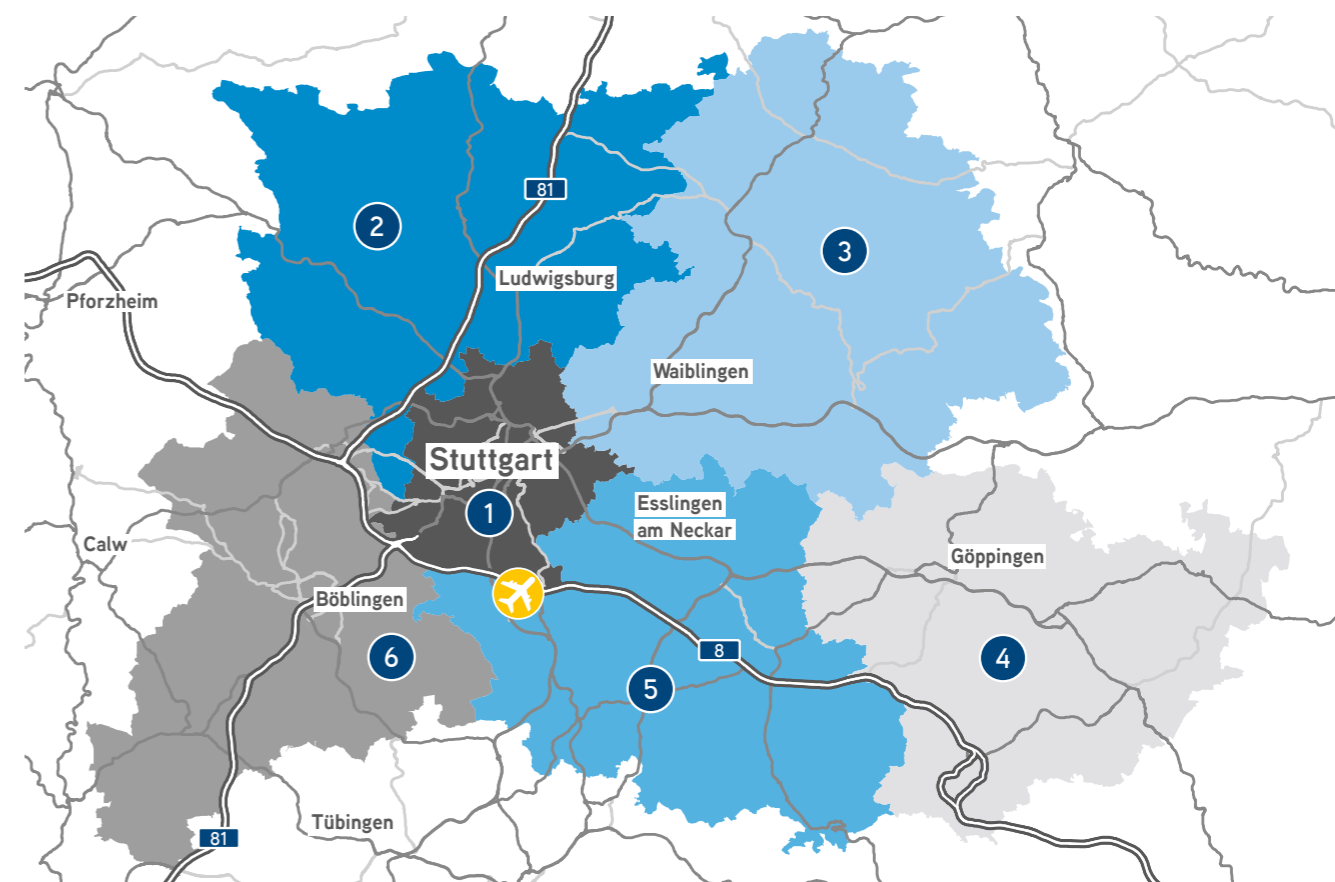 81
2
3
Ludwigsburg
Pforzheim
Waiblingen
Stuttgart
Esslingen
am Neckar
1
Calw
Göppingen
Böblingen
8
6
4
5
Tübingen
81